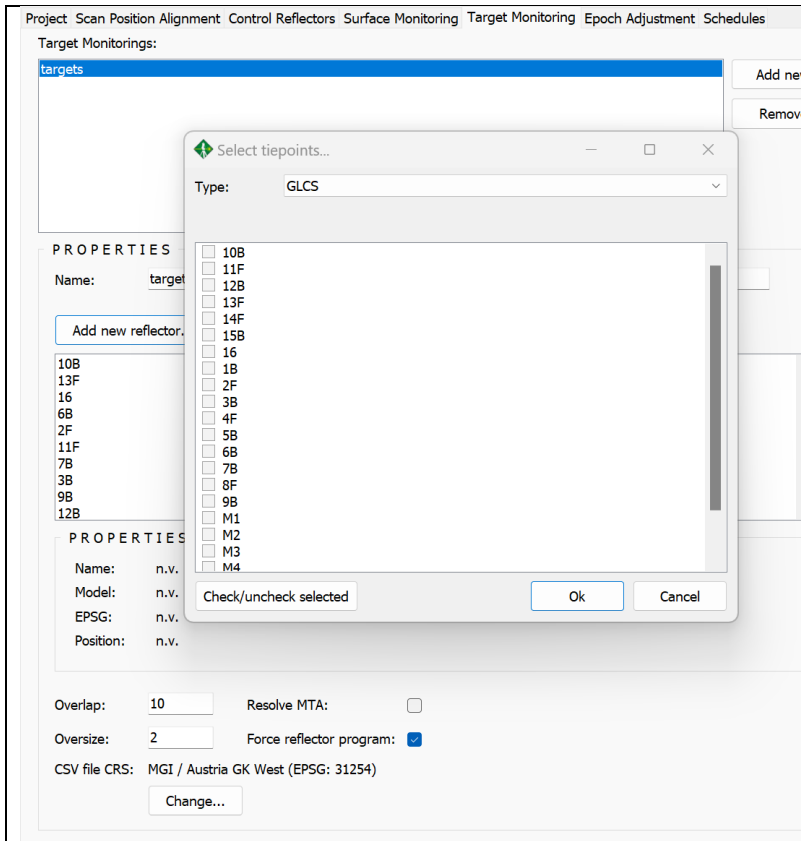 Project Scan Position Alignment Control Reflectors Surface Monitoring Target Monitoring Epoch Adjustment Schedules
Target Monitorings:
targets
Add new
Remove
Select tiepoints...
Type: GLCS
10B
11F
12B
13F
14F
15B
16
1B
2F
3B
4F
5B
6B
7B
8F
9B
M1
M2
M3
M4
Check/uncheck selected Ok Cancel
PROPERTIES
Name: target
Add new reflector.
10B
13F
16
6B
2F
11F
7B
3B
9B
12B
PROPERTIES
Name: n.v.
Model: n.v.
EPSG: n.v.
Position: n.v.
Overlap: 10 Resolve MTA:
Oversize: 2 Force reflector program:
CSV file CRS: MGI / Austria GK West (EPSG: 31254)
Change...